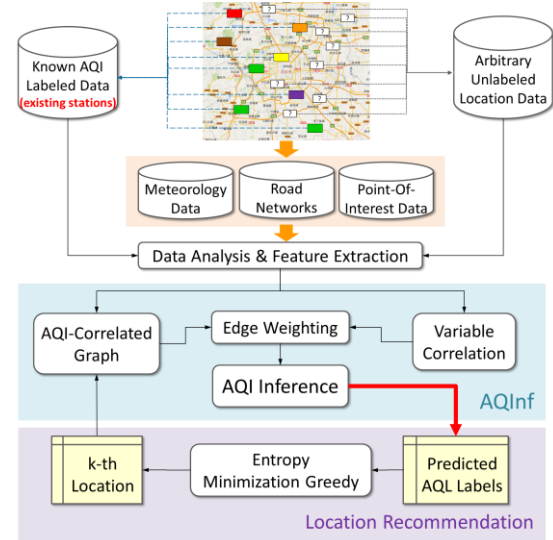 Known AQI
Labeled Data
(existing stations)
?
?
?
?
?
?
?
?
?
Arbitrary
Unlabeled
Location Data
Meteorology
Data
Road
Networks
Point-Of-
Interest Data
Data Analysis & Feature Extraction
AQI-Correlated
Graph
Edge Weighting
Variable
Correlation
AQI Inference
AQInf
k-th
Location
Entropy
Minimization Greedy
Predicted
AQL Labels
Location Recommendation